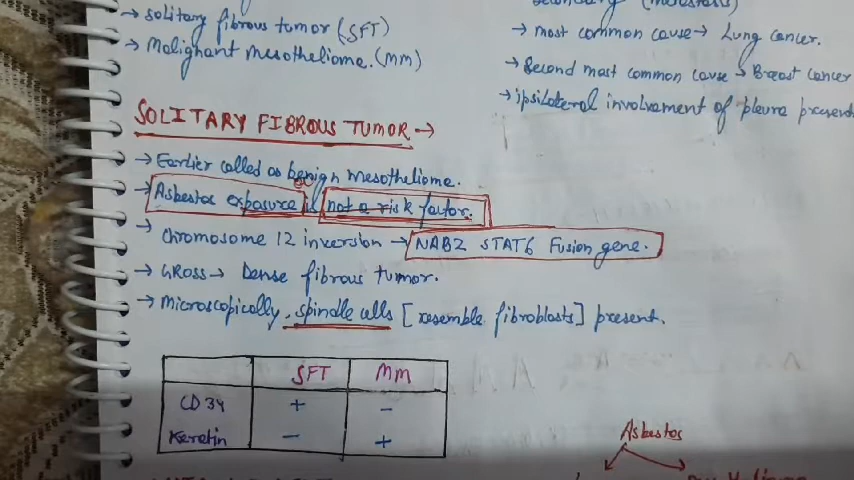 → solitary fibrous tumor (SFT)
→ Malignant mesothelioma. (MM)
secondary (metastasis)
→ most common cause → Lung cancer.
→ Second most common cause → Breast cancer
→ ipsilateral involvement of pleura present
SOLITARY FIBROUS TUMOR →
→ Earlier called as benign mesothelioma.
→ Asbestos exposure is not a risk factor.
→ Chromosome 12 inversion → NAB2 STAT6 Fusion gene.
→ GROSS → Dense fibrous tumor.
→ Microscopically, spindle cells [resemble fibroblasts] present.
SFT MM
CD34 + −
Keratin − +
Asbestos